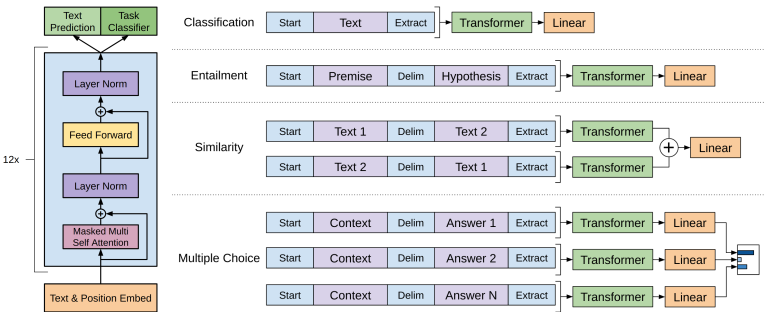 Text
Prediction
Task
Classifier
12x
Layer Norm
+
Feed Forward
Layer Norm
+
Masked Multi
Self Attention
Text & Position Embed
Classification
Start Text Extract Transformer Linear
Entailment
Start Premise Delim Hypothesis Extract Transformer Linear
Similarity
Start Text 1 Delim Text 2 Extract Transformer
+ Linear
Start Text 2 Delim Text 1 Extract Transformer
Multiple Choice
Start Context Delim Answer 1 Extract Transformer Linear
Start Context Delim Answer 2 Extract Transformer Linear
Start Context Delim Answer N Extract Transformer Linear